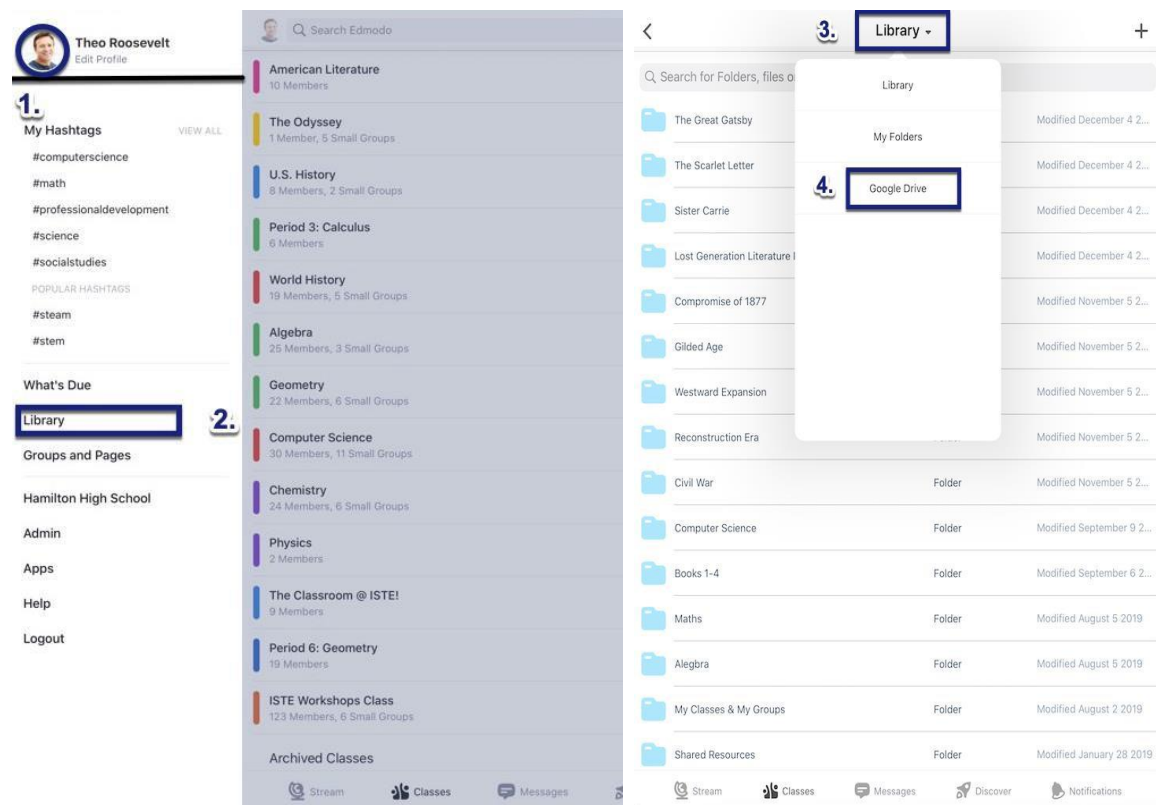 Theo Roosevelt
Edit Profile
1.
My Hashtags VIEW ALL
#computerscience
#math
#professionaldevelopment
#science
#socialstudies
POPULAR HASHTAGS
#steam
#stem
What's Due
Library
2.
Groups and Pages
Hamilton High School
Admin
Apps
Help
Logout
Search Edmodo
American Literature
10 Members
The Odyssey
1 Member, 5 Small Groups
U.S. History
8 Members, 2 Small Groups
Period 3: Calculus
6 Members
World History
19 Members, 5 Small Groups
Algebra
25 Members, 3 Small Groups
Geometry
22 Members, 6 Small Groups
Computer Science
30 Members, 11 Small Groups
Chemistry
24 Members, 6 Small Groups
Physics
2 Members
The Classroom @ ISTE!
9 Members
Period 6: Geometry
19 Members
ISTE Workshops Class
123 Members, 6 Small Groups
Archived Classes
Stream Classes Messages
3.
Library
Search for Folders, files o
Library
My Folders
4.
Google Drive
The Great Gatsby Modified December 4 2...
The Scarlet Letter Modified December 4 2...
Sister Carrie Modified December 4 2...
Lost Generation Literature Modified December 4 2...
Compromise of 1877 Modified November 5 2...
Gilded Age Modified November 5 2...
Westward Expansion Modified November 5 2...
Reconstruction Era Modified November 5 2...
Civil War Folder Modified November 5 2...
Computer Science Folder Modified September 9 2...
Books 1-4 Folder Modified September 6 2...
Maths Folder Modified August 5 2019
Alegbra Folder Modified August 5 2019
My Classes & My Groups Folder Modified August 2 2019
Shared Resources Folder Modified January 28 2019
Stream Classes Messages Discover Notifications